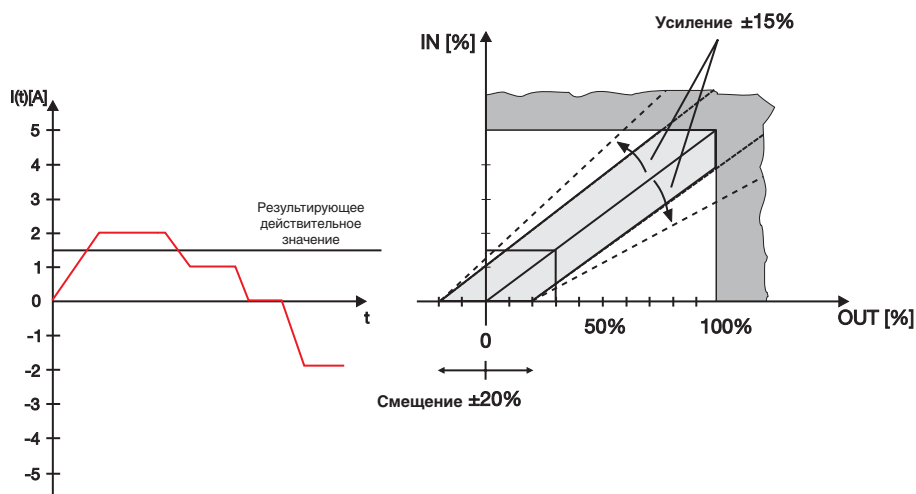 I(t)[A]
5
4
3
2
1
0
-1
-2
-3
-4
-5
Результирующее
действительное
значение
t
IN [%]
Усиление ±15%
0
50%
100%
OUT [%]
Смещение ±20%